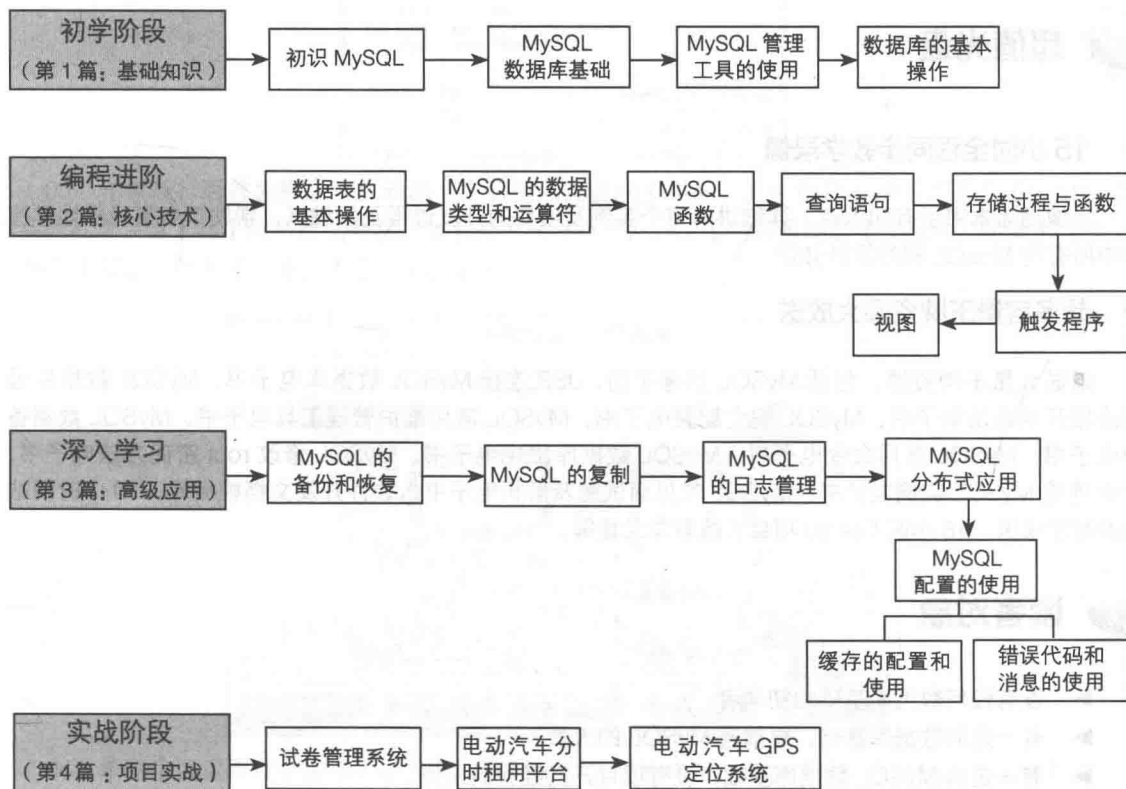 初学阶段
（第1篇：基础知识）
初识 MySQL
MySQL
数据库基础
MySQL 管理
工具的使用
数据库的基本
操作
编程进阶
（第2篇：核心技术）
数据表的
基本操作
MySQL 的数据
类型和运算符
MySQL
函数
查询语句
存储过程与函数
触发程序
视图
深入学习
（第3篇：高级应用）
MySQL 的
备份和恢复
MySQL 的复制
MySQL
的日志管理
MySQL
分布式应用
MySQL
配置的使用
缓存的配置和
使用
错误代码和
消息的使用
实战阶段
（第4篇：项目实战）
试卷管理系统
电动汽车分
时租用平台
电动汽车 GPS
定位系统